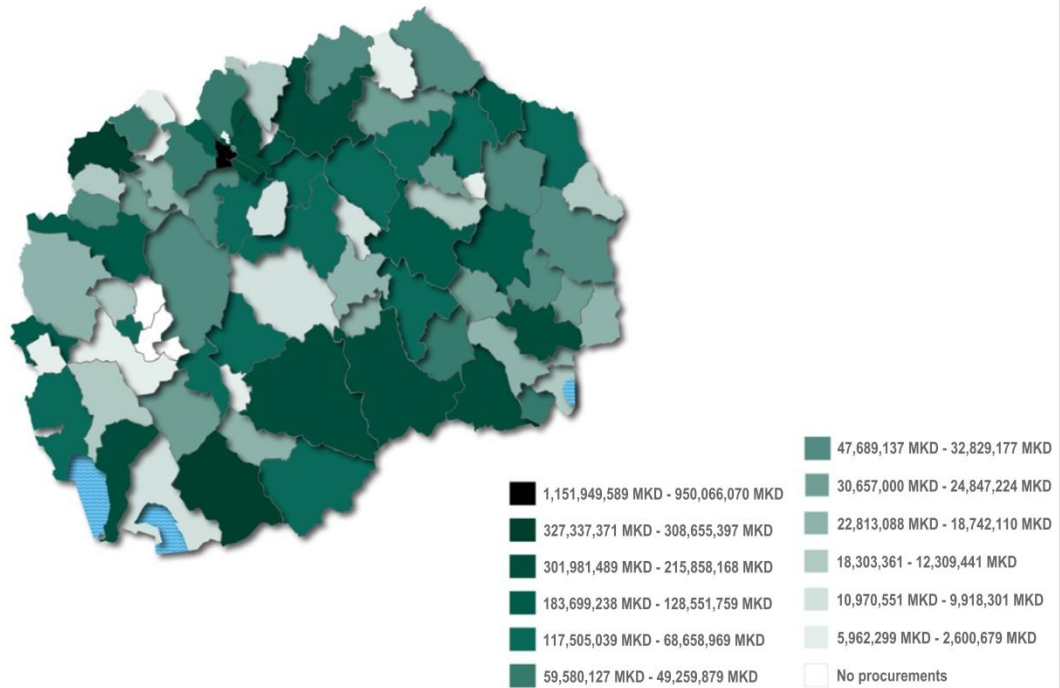 1,151,949,589 MKD - 950,066,070 MKD
327,337,371 MKD - 308,655,397 MKD
301,981,489 MKD - 215,858,168 MKD
183,699,238 MKD - 128,551,759 MKD
117,505,039 MKD - 68,658,969 MKD
59,580,127 MKD - 49,259,879 MKD
47,689,137 MKD - 32,829,177 MKD
30,657,000 MKD - 24,847,224 MKD
22,813,088 MKD - 18,742,110 MKD
18,303,361 - 12,309,441 MKD
10,970,551 MKD - 9,918,301 MKD
5,962,299 MKD - 2,600,679 MKD
No procurements